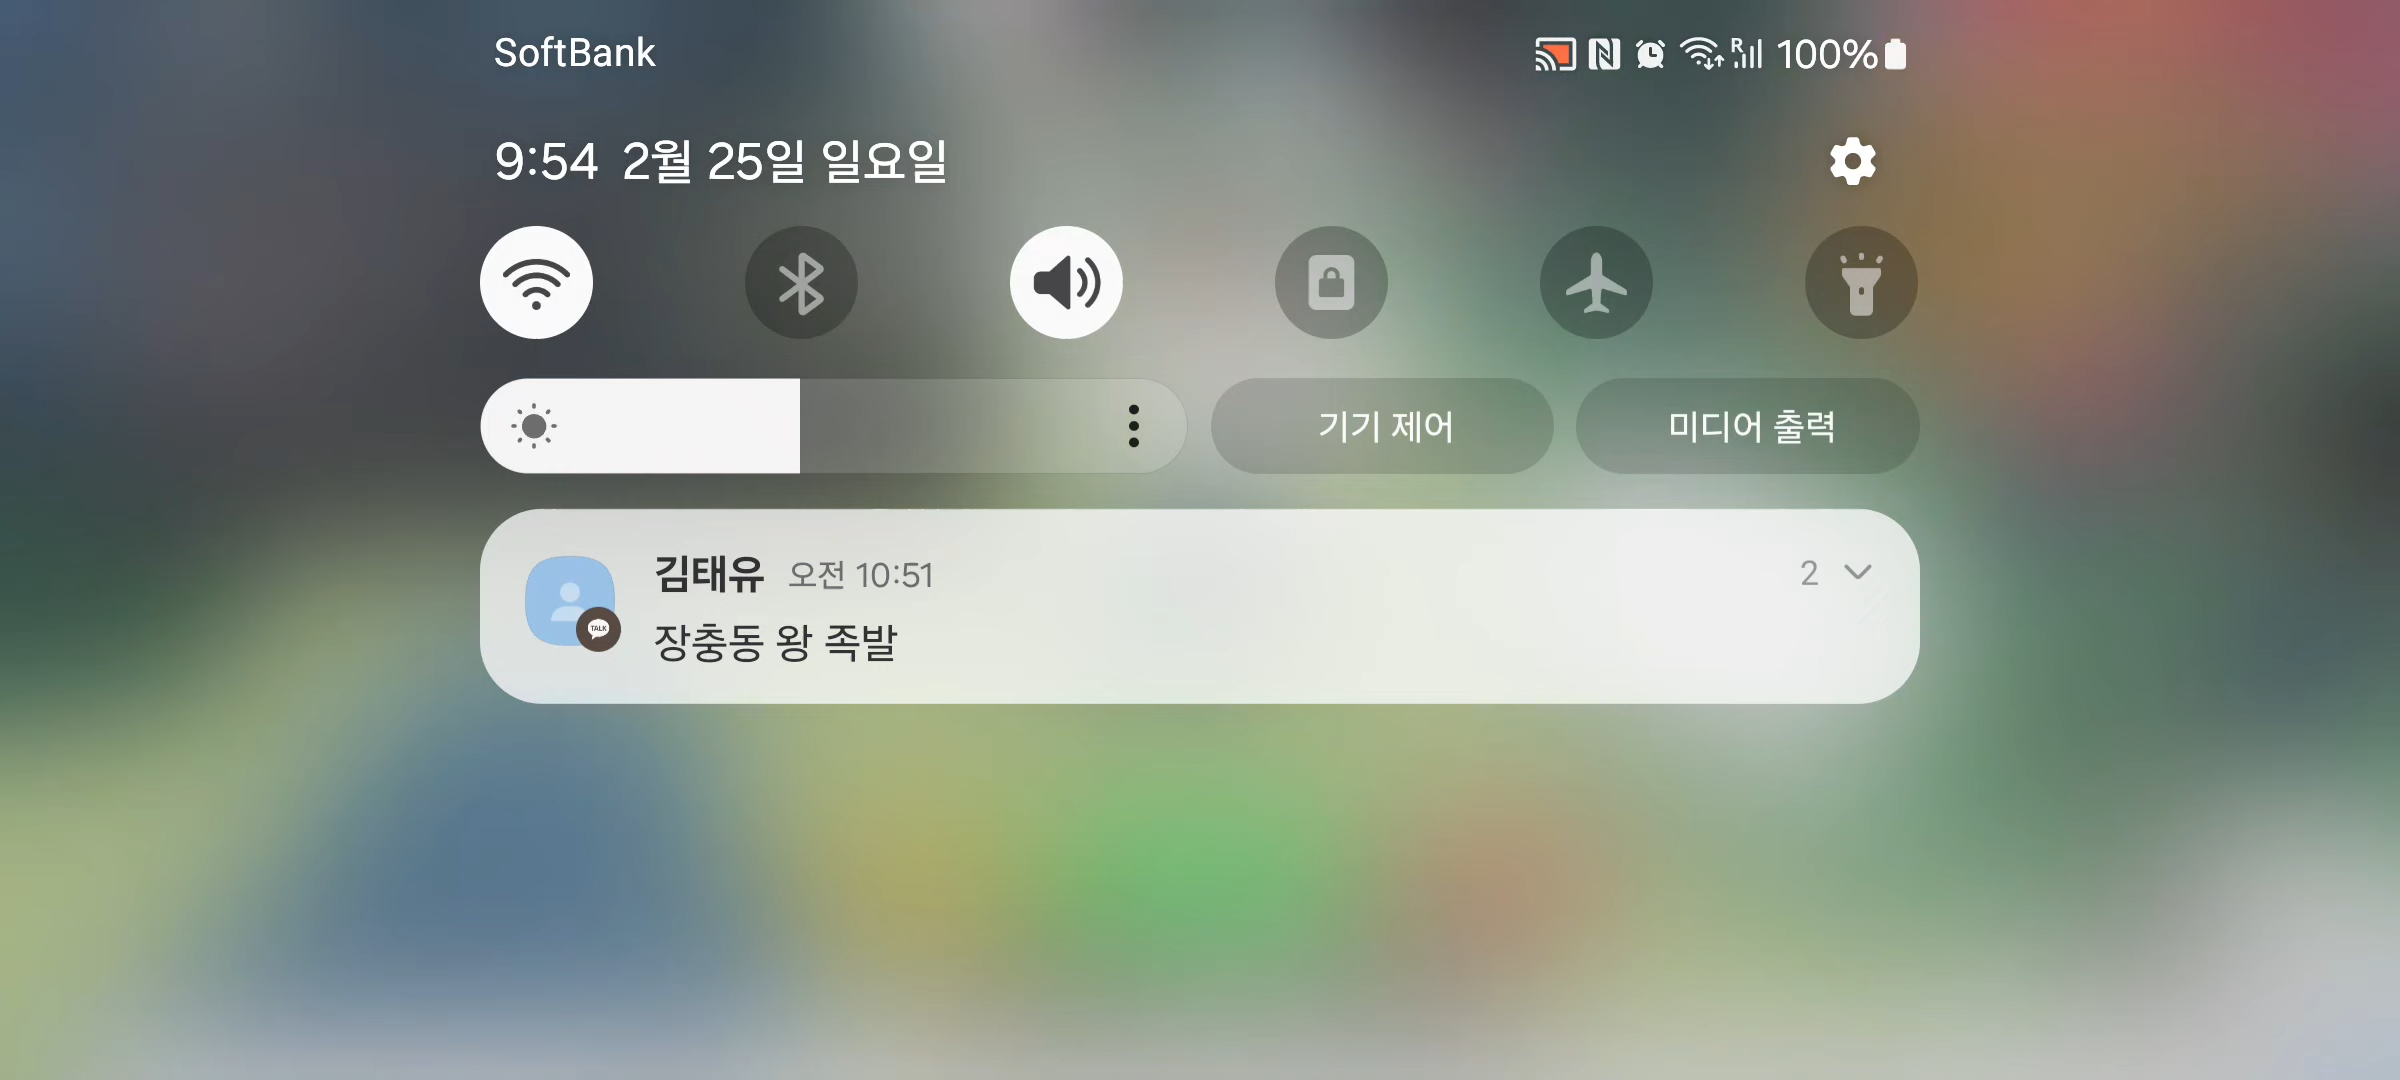 SoftBank
R 100%
9:54 2월 25일 일요일
기기 제어
미디어 출력
김태유 오전 10:51
2
TALK
장충동 왕 족발